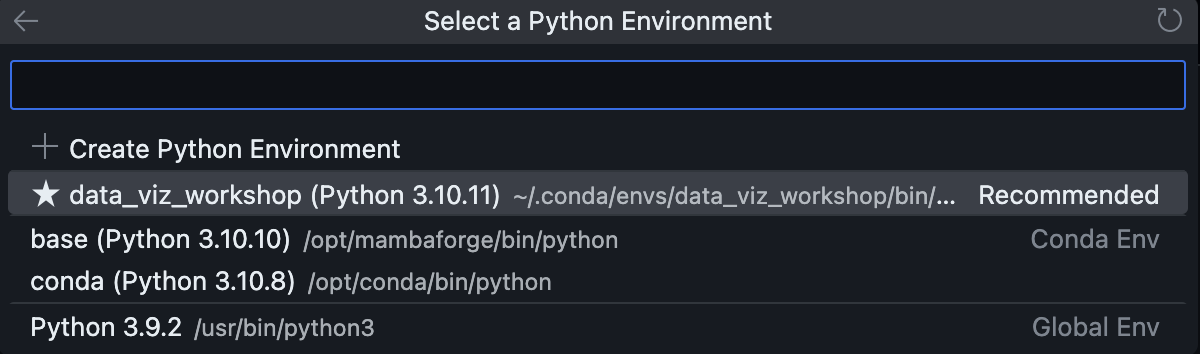 Select a Python Environment
Create Python Environment
data_viz_workshop (Python 3.10.11) ~/.conda/envs/data_viz_workshop/bin/... Recommended
base (Python 3.10.10) /opt/mambaforge/bin/python Conda Env
conda (Python 3.10.8) /opt/conda/bin/python
Python 3.9.2 /usr/bin/python3 Global Env